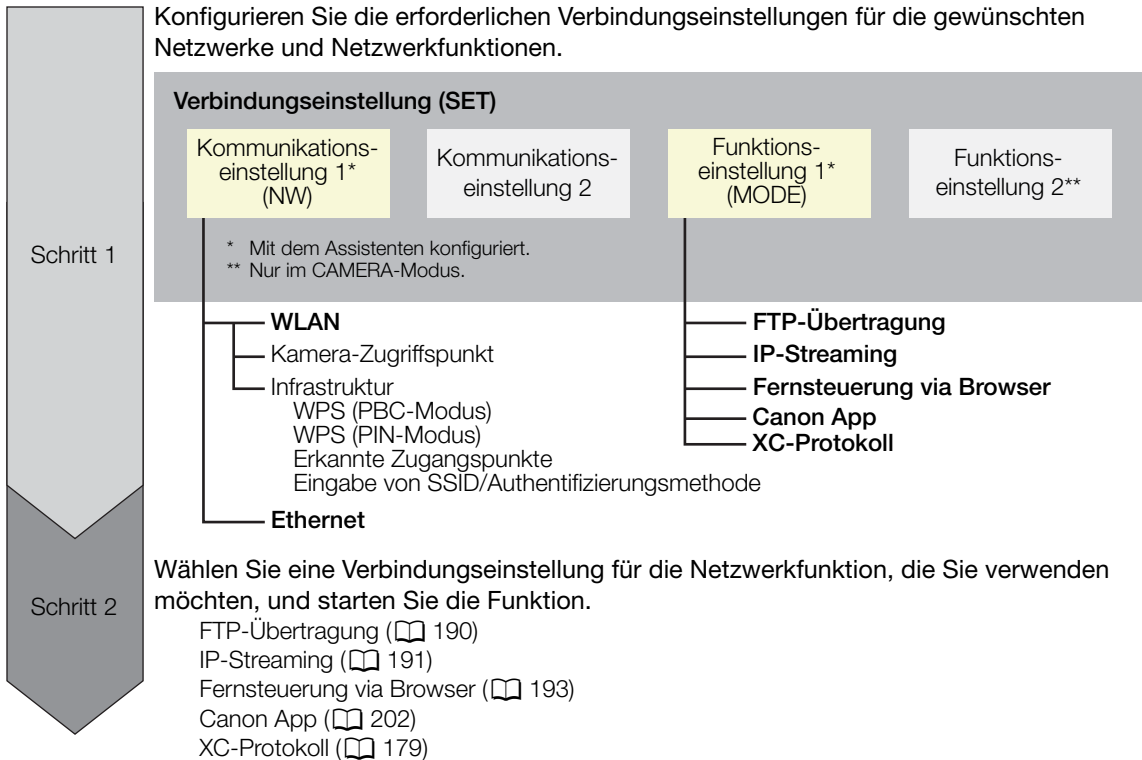 Konfigurieren Sie die erforderlichen Verbindungseinstellungen für die gewünschten
Netzwerke und Netzwerkfunktionen.
Verbindungseinstellung (SET)
Kommunikations-
einstellung 1*
(NW)
Kommunikations-
einstellung 2
Funktions-
einstellung 1*
(MODE)
Funktions-
einstellung 2**
Schritt 1
* Mit dem Assistenten konfiguriert.
** Nur im CAMERA-Modus.
WLAN
Kamera-Zugriffspunkt
Infrastruktur
WPS (PBC-Modus)
WPS (PIN-Modus)
Erkannte Zugangspunkte
Eingabe von SSID/Authentifizierungsmethode
Ethernet
FTP-Übertragung
IP-Streaming
Fernsteuerung via Browser
Canon App
XC-Protokoll
Schritt 2
Wählen Sie eine Verbindungseinstellung für die Netzwerkfunktion, die Sie verwenden
möchten, und starten Sie die Funktion.
FTP-Übertragung (📖 190)
IP-Streaming (📖 191)
Fernsteuerung via Browser (📖 193)
Canon App (📖 202)
XC-Protokoll (📖 179)